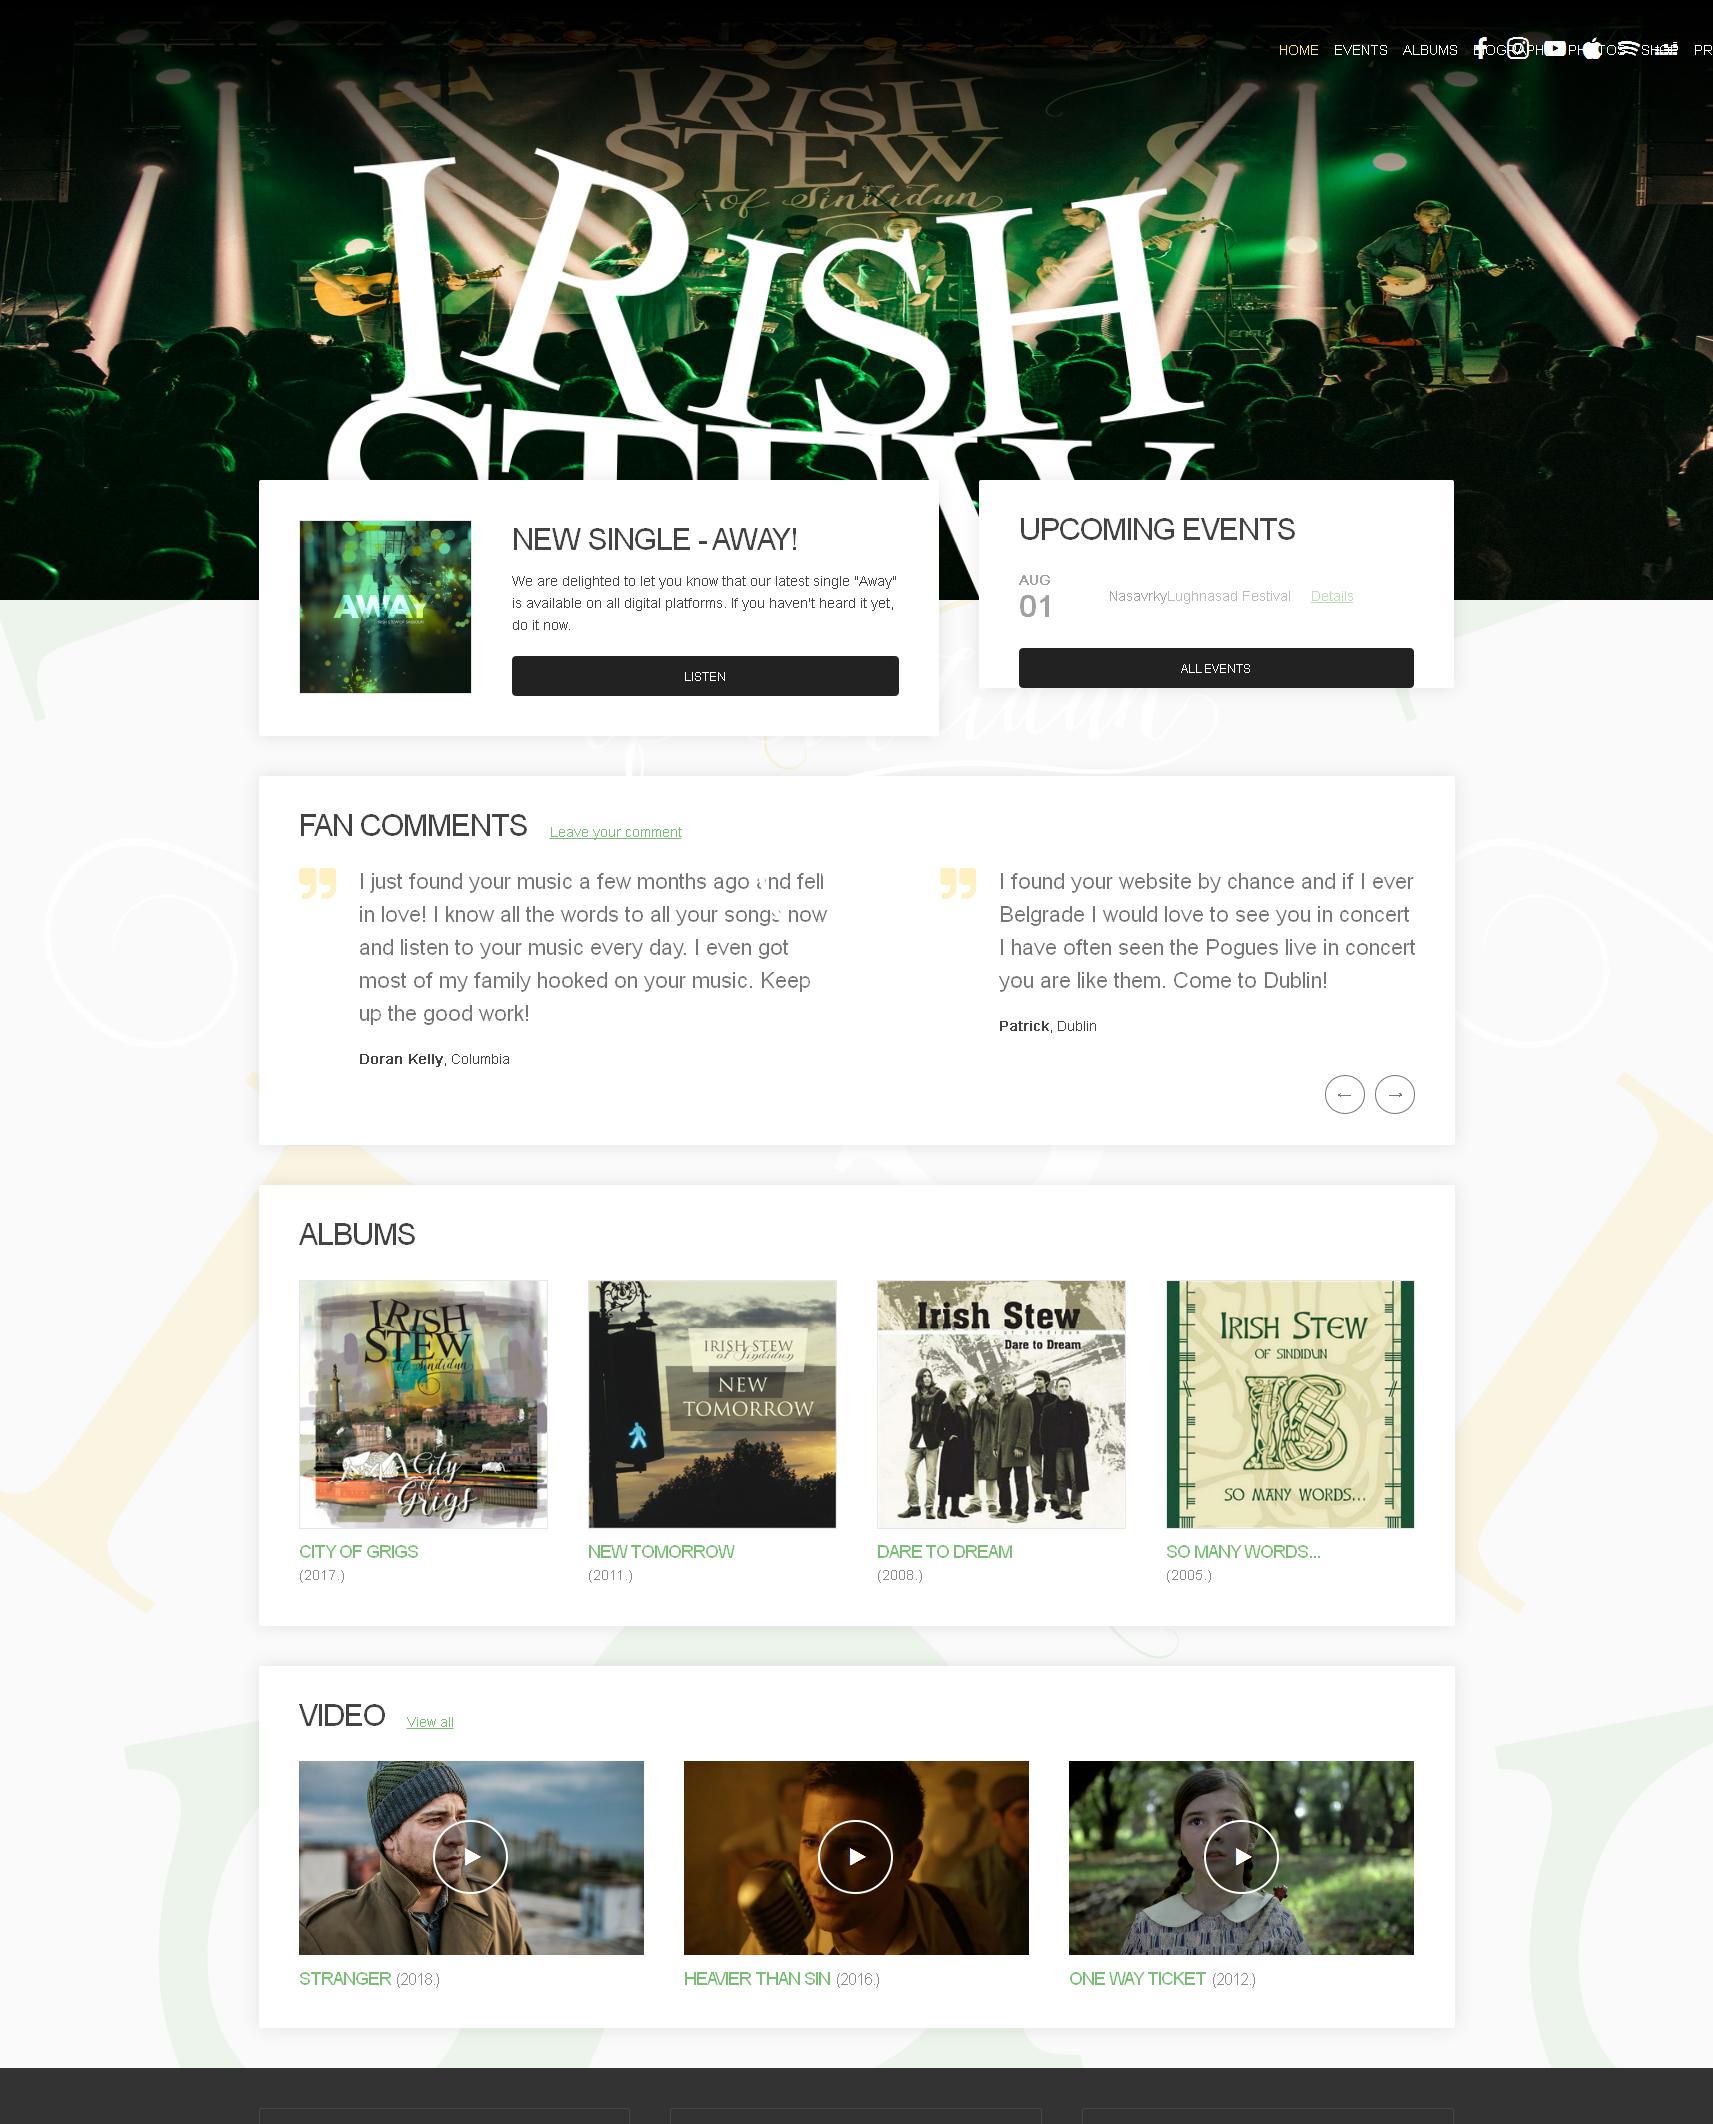 HOME EVENTS ALBUMS BIOGRAPHY PHOTOS SHOP PR
IRISH
STEW
of Sindidun
IRISH
STEW
NEW SINGLE - AWAY!
We are delighted to let you know that our latest single "Away"
is available on all digital platforms. If you haven't heard it yet,
do it now.
LISTEN
AWAY
IRISH STEW OF SINDIDUN
UPCOMING EVENTS
AUG
01
NasavrkyLughnasad Festival Details
ALL EVENTS
FAN COMMENTS Leave your comment
I just found your music a few months ago and fell
in love! I know all the words to all your songs now
and listen to your music every day. I even got
most of my family hooked on your music. Keep
up the good work!
Doran Kelly, Columbia
I found your website by chance and if I ever
Belgrade I would love to see you in concert
I have often seen the Pogues live in concert
you are like them. Come to Dublin!
Patrick, Dublin
ALBUMS
IRISH
STEW
of Sindidun
City
of
Grigs
IRISH STEW
of Sindidun
NEW
TOMORROW
Irish Stew
of Sindidun
Dare to Dream
IRISH STEW
OF SINDIDUN
SO MANY WORDS...
CITY OF GRIGS
(2017.)
NEW TOMORROW
(2011.)
DARE TO DREAM
(2008.)
SO MANY WORDS...
(2005.)
VIDEO View all
STRANGER (2018.)
HEAVIER THAN SIN (2016.)
ONE WAY TICKET (2012.)